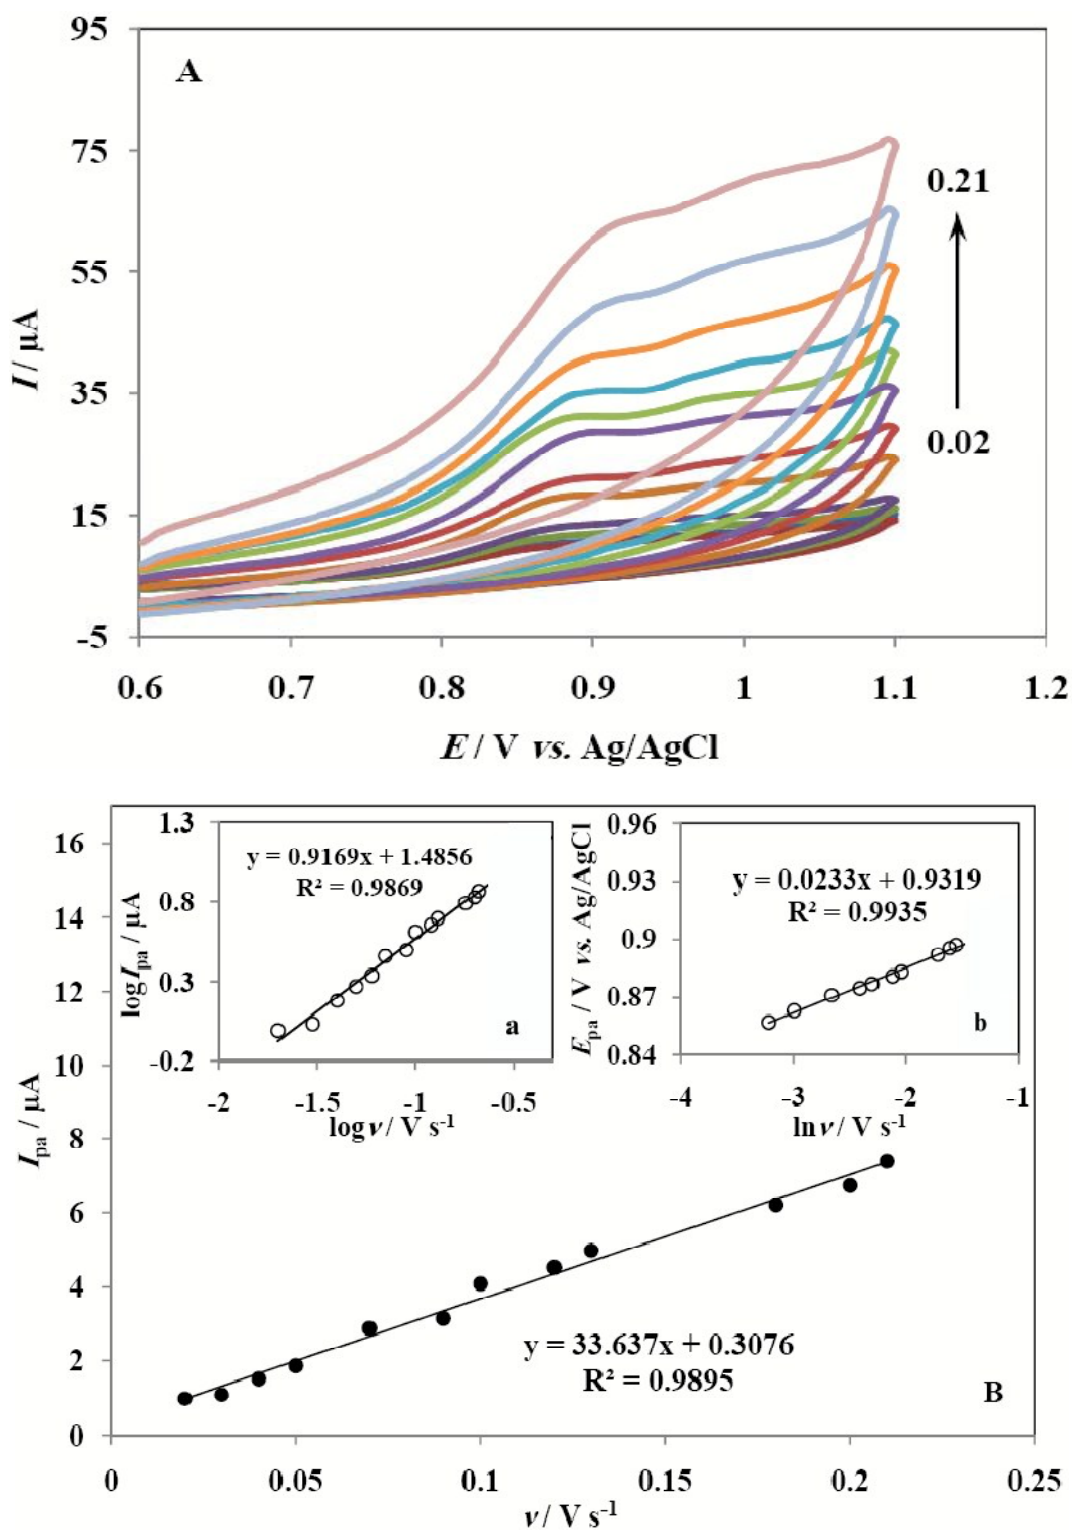 95
A
75
0.21
55
I / µA
35
0.02
15
-5
0.6 0.7 0.8 0.9 1 1.1 1.2
E / V vs. Ag/AgCl
16
14
12
10
8
6
4
2
0
I pa / µA
0 0.05 0.1 0.15 0.2 0.25
ν / V s-1
y = 33.637x + 0.3076
R² = 0.9895
B
1.3
0.8
0.3
-0.2
log I pa / µA
y = 0.9169x + 1.4856
R² = 0.9869
a
-2 -1.5 -1 -0.5
log ν / V s-1
0.96
0.93
0.9
0.87
0.84
E pa / V vs. Ag/AgCl
y = 0.0233x + 0.9319
R² = 0.9935
b
-4 -3 -2 -1
ln ν / V s-1